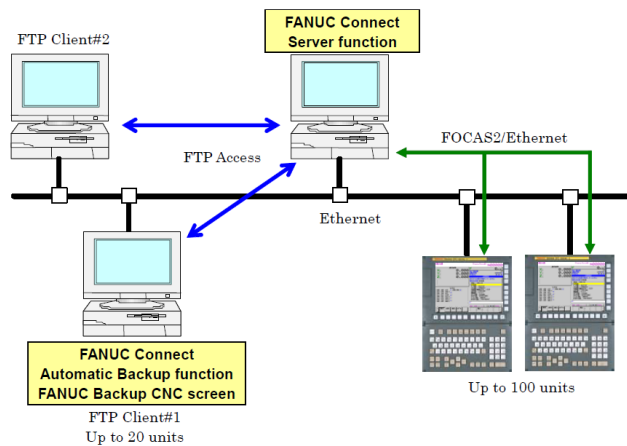 FANUC Connect
Server function
FTP Client#2
FOCAS2/Ethernet
FTP Access
Ethernet
FANUC Connect
Automatic Backup function
FANUC Backup CNC screen
FTP Client#1
Up to 20 units
Up to 100 units